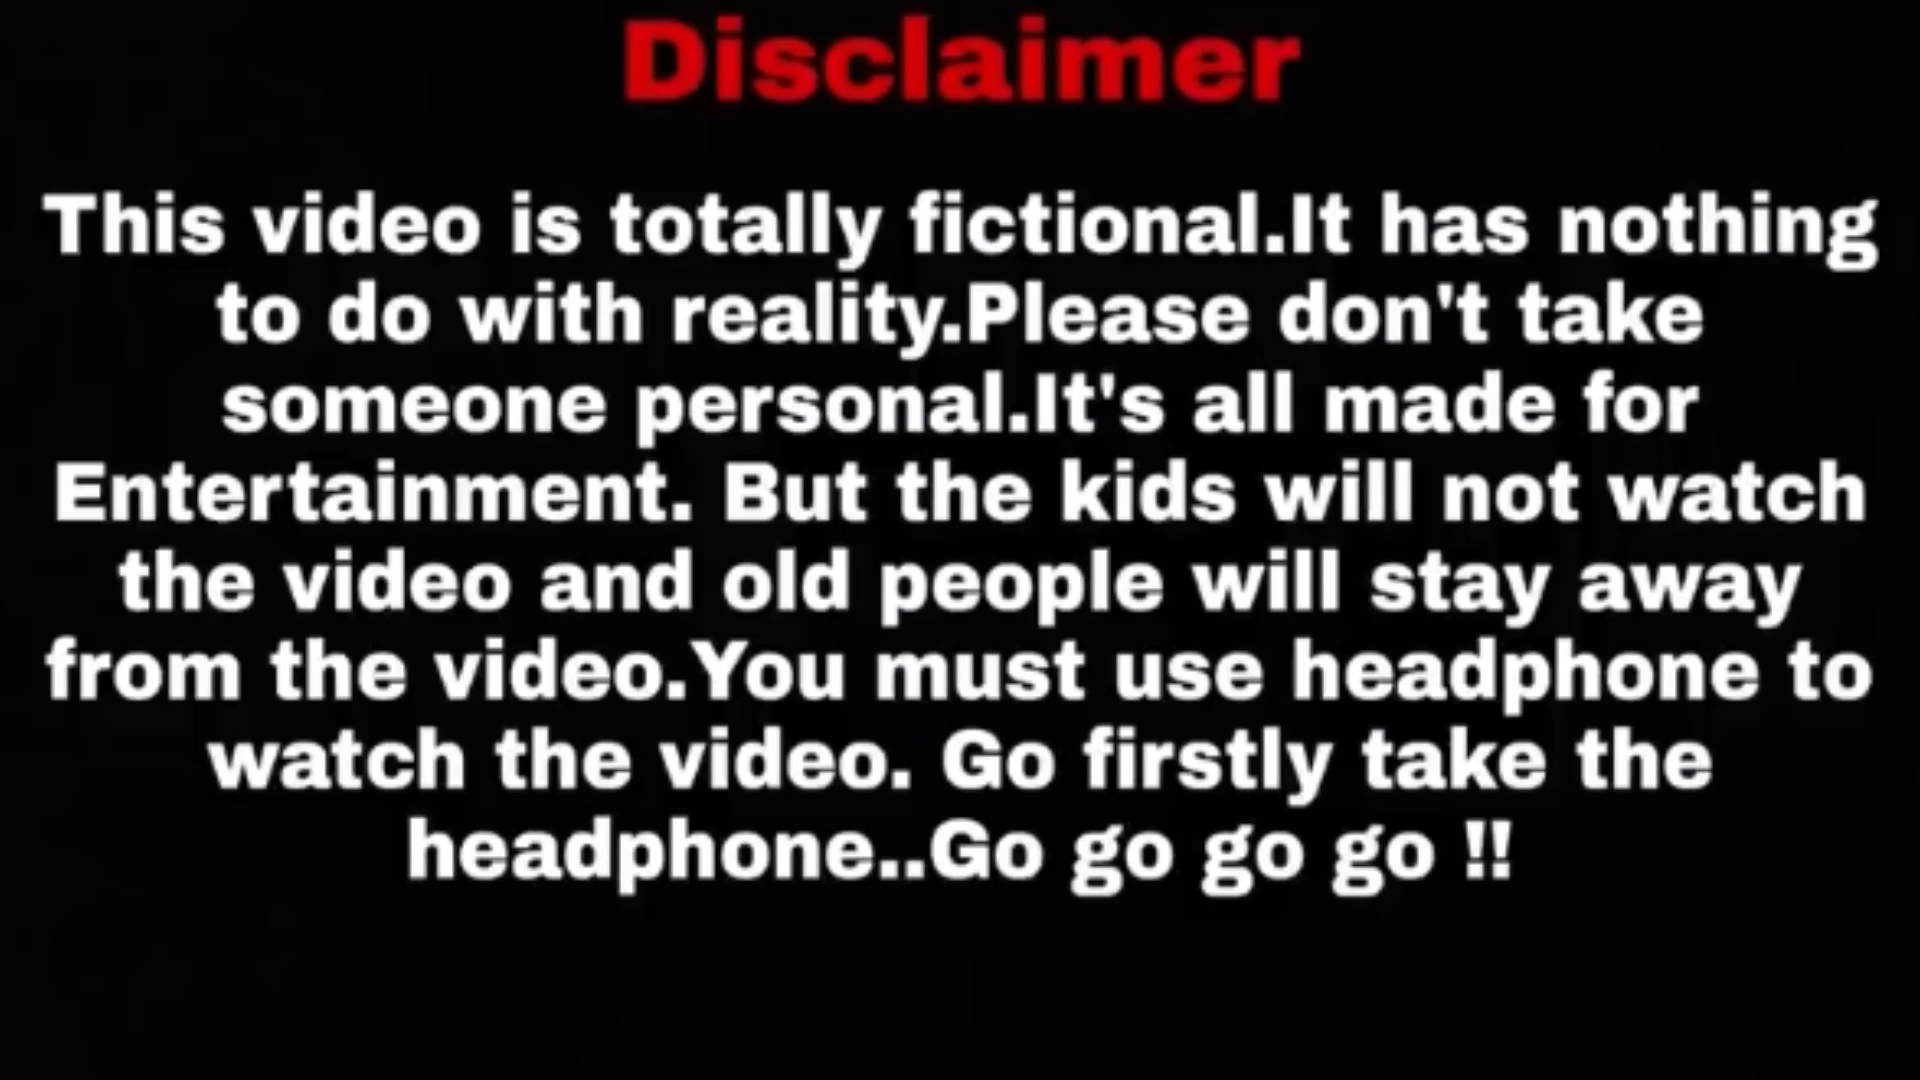 Disclaimer
This video is totally fictional.It has nothing
to do with reality.Please don't take
someone personal.It's all made for
Entertainment. But the kids will not watch
the video and old people will stay away
from the video.You must use headphone to
watch the video. Go firstly take the
headphone..Go go go go !!